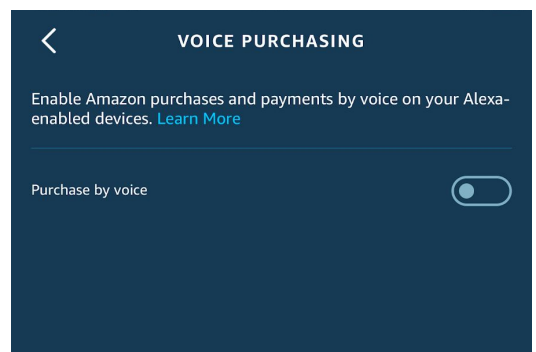 VOICE PURCHASING
Enable Amazon purchases and payments by voice on your Alexa-
enabled devices. Learn More
Purchase by voice